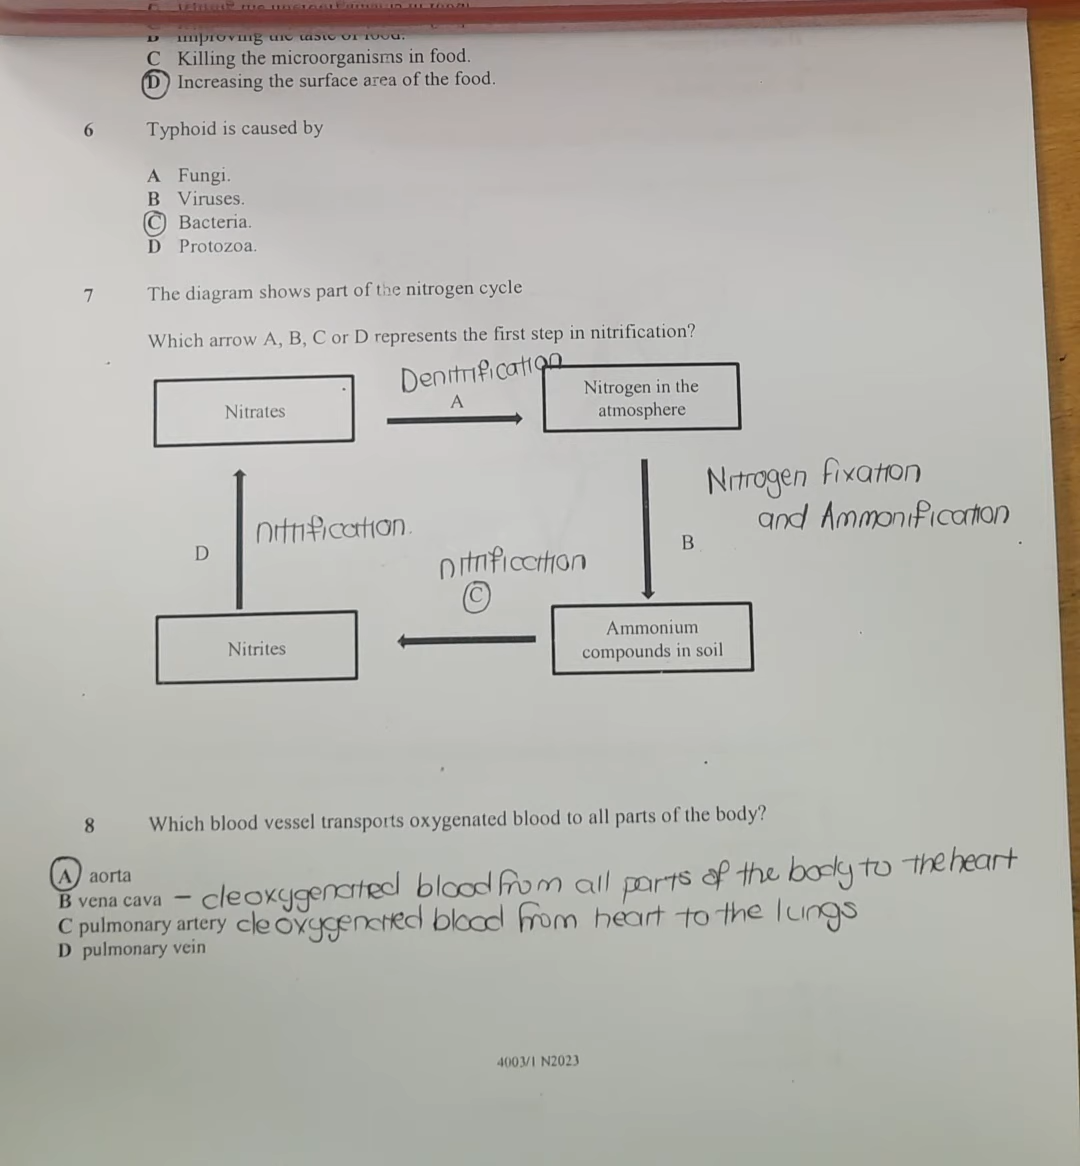 D improving the taste of food.
C Killing the microorganisms in food.
D Increasing the surface area of the food.
6 Typhoid is caused by
A Fungi.
B Viruses.
C Bacteria.
D Protozoa.
7 The diagram shows part of the nitrogen cycle
Which arrow A, B, C or D represents the first step in nitrification?
Denitrification
A
Nitrates
Nitrogen in the
atmosphere
Nitrogen fixation
and Ammonification
B
nitrification.
D
nitrification
C
Nitrites
Ammonium
compounds in soil
8 Which blood vessel transports oxygenated blood to all parts of the body?
A aorta
B vena cava - deoxygenated blood from all parts of the body to the heart
C pulmonary artery deoxygenated blood from heart to the lungs
D pulmonary vein
4003/1 N2023